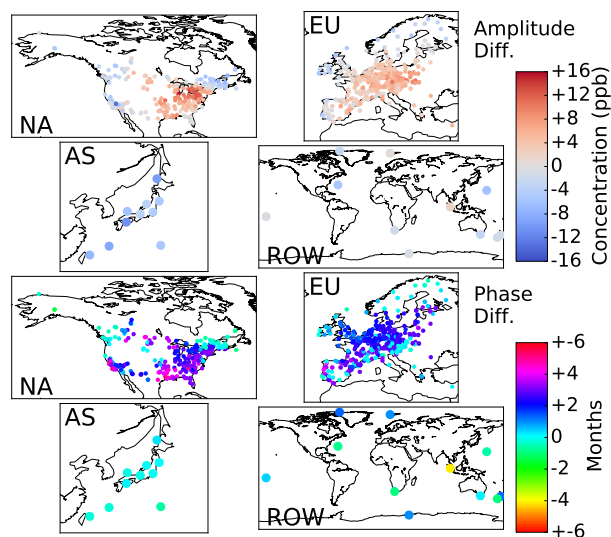 EU
Amplitude
Diff.
NA
AS
ROW
+16
+12
+8
+4
0
-4
-8
-12
-16
Concentration (ppb)
EU
Phase
Diff.
NA
AS
ROW
+-6
+4
+2
0
-2
-4
+-6
Months